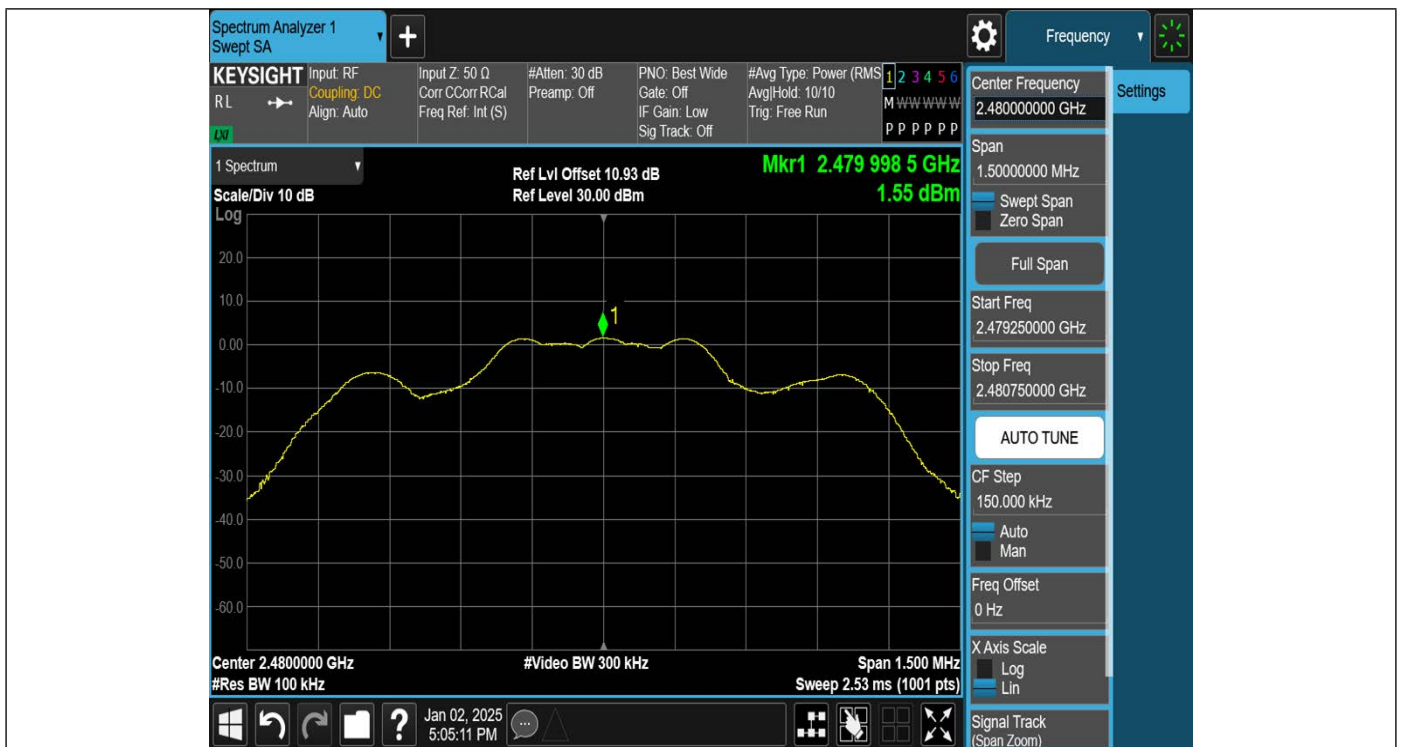 Spectrum Analyzer 1
Swept SA
+
Frequency
KEYSIGHT
RL
LXI
Input: RF
Coupling: DC
Align: Auto
Input Z: 50 Ω
Corr CCorr RCal
Freq Ref: Int (S)
#Atten: 30 dB
Preamp: Off
PNO: Best Wide
Gate: Off
IF Gain: Low
Sig Track: Off
#Avg Type: Power (RMS
Avg|Hold: 10/10
Trig: Free Run
1 2 3 4 5 6
M W W W W W
P P P P P P
1 Spectrum
Scale/Div 10 dB
Log
Ref Lvl Offset 10.93 dB
Ref Level 30.00 dBm
Mkr1 2.479 998 5 GHz
1.55 dBm
20.0
10.0
0.00
-10.0
-20.0
-30.0
-40.0
-50.0
-60.0
1
Center 2.4800000 GHz
#Res BW 100 kHz
#Video BW 300 kHz
Span 1.500 MHz
Sweep 2.53 ms (1001 pts)
Center Frequency
2.480000000 GHz
Settings
Span
1.50000000 MHz
Swept Span
Zero Span
Full Span
Start Freq
2.479250000 GHz
Stop Freq
2.480750000 GHz
AUTO TUNE
CF Step
150.000 kHz
Auto
Man
Freq Offset
0 Hz
X Axis Scale
Log
Lin
Signal Track
(Span Zoom)
?
Jan 02, 2025
5:05:11 PM